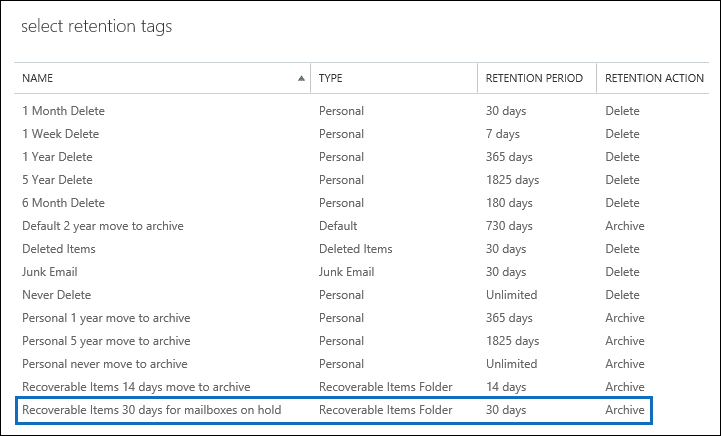 select retention tags
NAME TYPE RETENTION PERIOD RETENTION ACTION
1 Month Delete Personal 30 days Delete
1 Week Delete Personal 7 days Delete
1 Year Delete Personal 365 days Delete
5 Year Delete Personal 1825 days Delete
6 Month Delete Personal 180 days Delete
Default 2 year move to archive Default 730 days Archive
Deleted Items Deleted Items 30 days Delete
Junk Email Junk Email 30 days Delete
Never Delete Personal Unlimited Delete
Personal 1 year move to archive Personal 365 days Archive
Personal 5 year move to archive Personal 1825 days Archive
Personal never move to archive Personal Unlimited Archive
Recoverable Items 14 days move to archive Recoverable Items Folder 14 days Archive
Recoverable Items 30 days for mailboxes on hold Recoverable Items Folder 30 days Archive